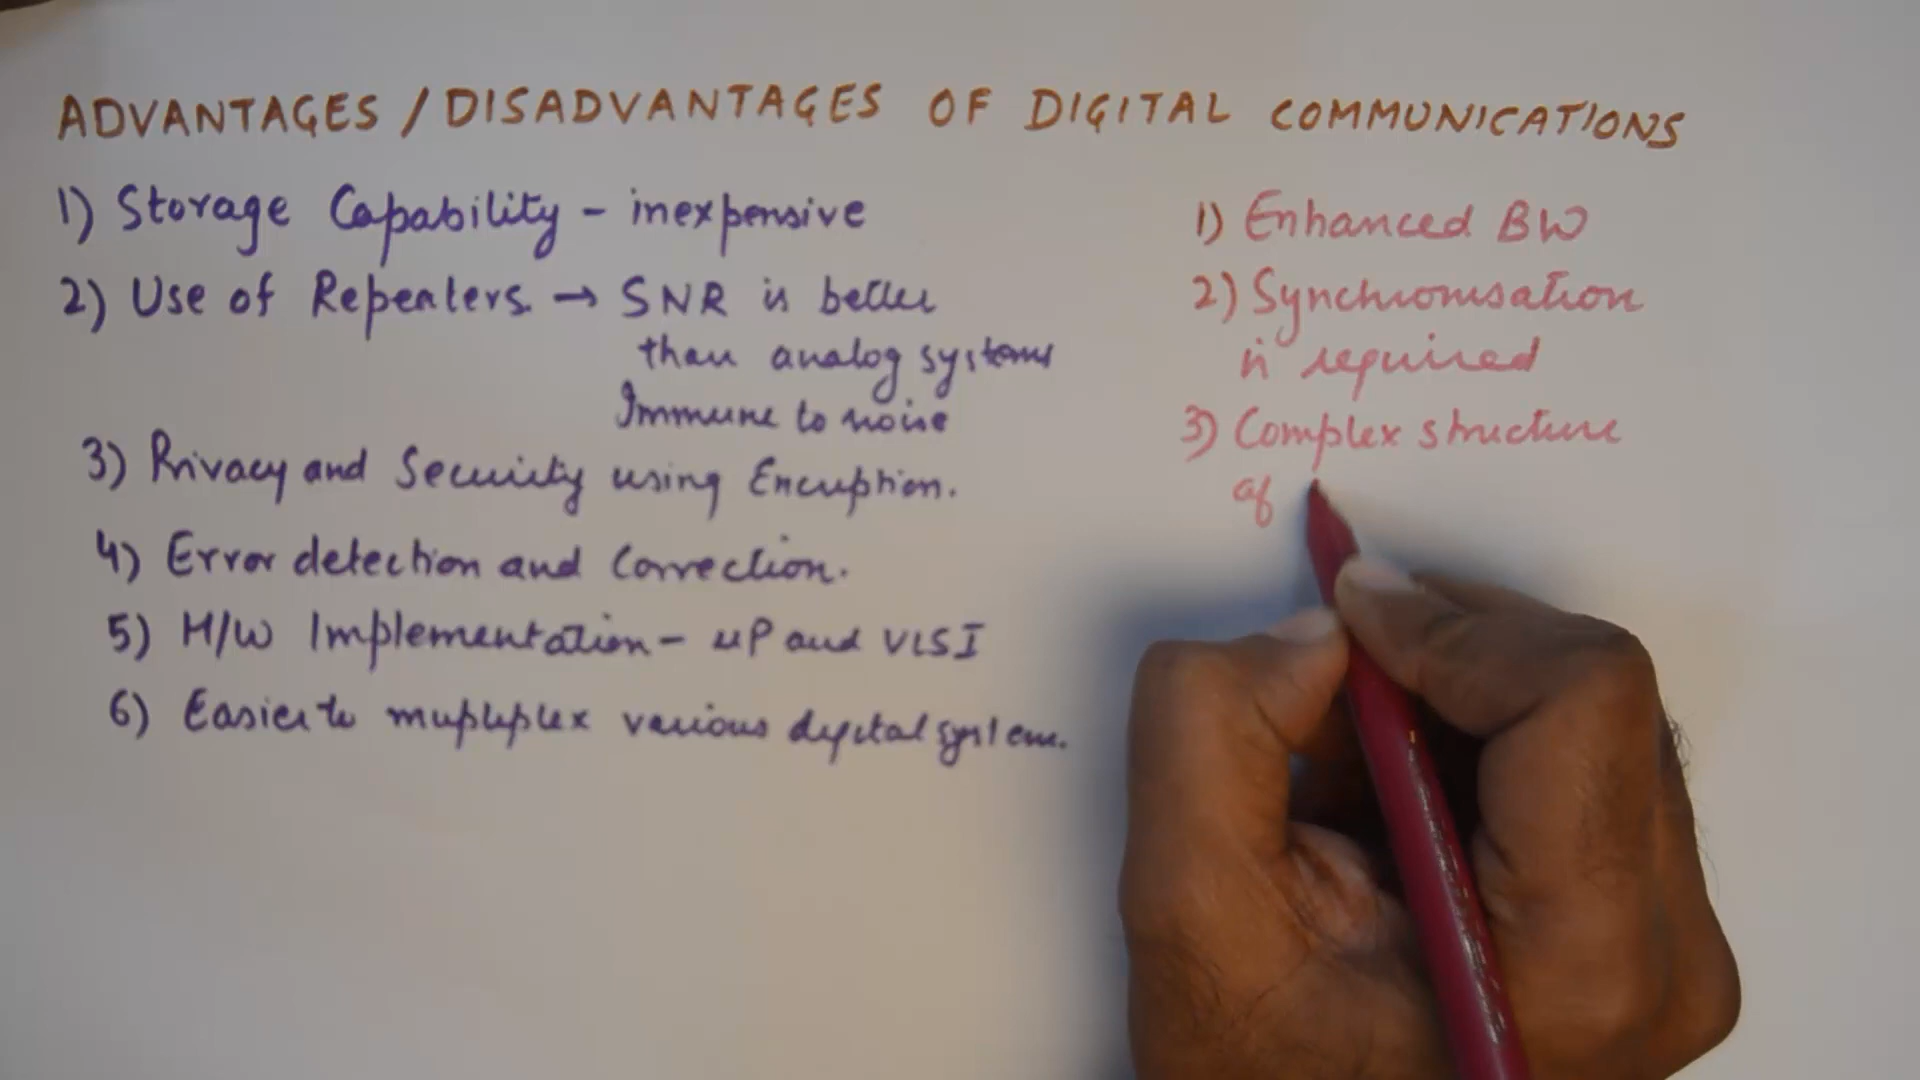 ADVANTAGES / DISADVANTAGES OF DIGITAL COMMUNICATIONS
1) Storage Capability - inexpensive
2) Use of Repeaters. → SNR is better
than analog systems
Immune to noise
3) Privacy and Security using Encryption.
4) Error detection and Correction.
5) H/W Implementation - uP and VLSI
6) Easier to mupliplex various digital system.
1) Enhanced BW
2) Synchronisation
is required
3) Complex structure
of